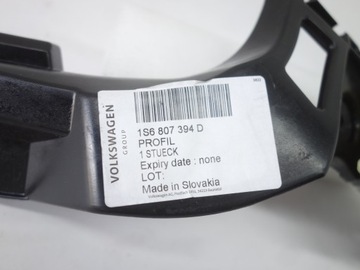 VOLKSWAGEN
GROUP
1S6 807 394 D
PROFIL
1 STUECK
Expiry date : none
LOT:
Made in Slovakia